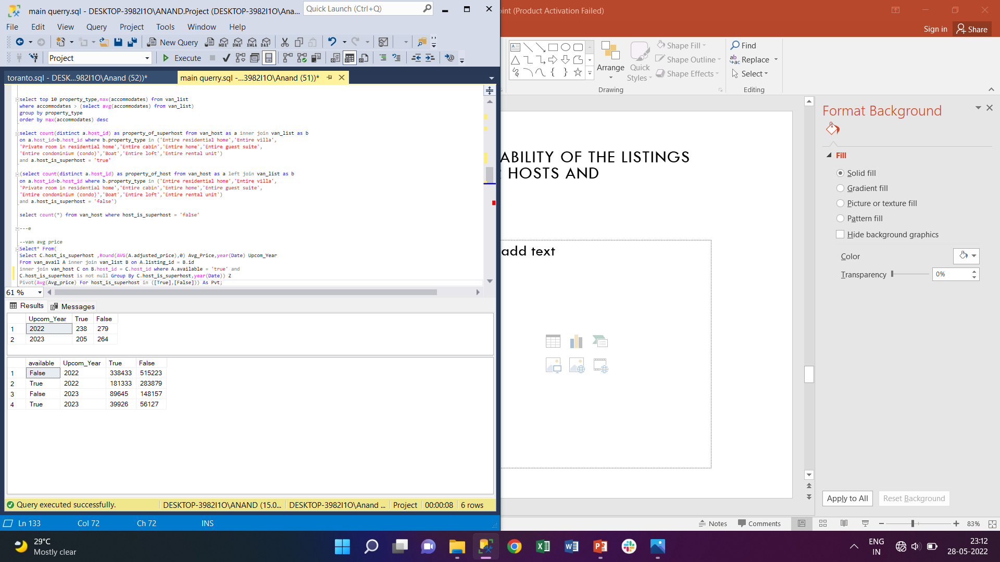 main querry.sql - DESKTOP-3982I1O\ANAND.Project (DESKTOP-3982I1O\Ana...
Quick Launch (Ctrl+Q)
File Edit View Query Project Tools Window Help
New Query
MDX DMX XMLA DAX
Project
Execute
toranto.sql - DESK...982I1O\Anand (52))*
main querry.sql -...3982I1O\Anand (51))*
select top 10 property_type,max(accommodates) from van_list
where accommodates > (select avg(accommodates) from van_list)
group by property_type
order by max(accommodates) desc
select count(distinct a.host_id) as property_of_superhost from van_host as a inner join van_list as b
on a.host_id=b.host_id where b.property_type in ('Entire residential home','Entire villa',
'Private room in residential home','Entire cabin','Entire home','Entire guest suite',
'Entire condominium (condo)','Boat','Entire loft','Entire rental unit')
and a.host_is_superhost = 'true'
(select count(distinct a.host_id) as property_of_host from van_host as a left join van_list as b
on a.host_id=b.host_id where b.property_type in ('Entire residential home','Entire villa',
'Private room in residential home','Entire cabin','Entire home','Entire guest suite',
'Entire condominium (condo)','Boat','Entire loft','Entire rental unit')
and a.host_is_superhost = 'false')
select count(*) from van_host where host_is_superhost = 'false'
---e
--van avg price
Select* From(
Select C.host_is_superhost ,Round(AVG(A.adjusted_price),0) Avg_Price,year(Date) Upcom_Year
From van_avail A inner join van_list B on A.listing_id = B.id
inner join van_host C on B.host_id = C.host_id where A.available = 'true' and
C.host_is_superhost is not null Group By C.host_is_superhost,year(Date)) Z
Pivot(Avg(Avg_price) For host_is_superhost in ([True],[False])) As Pvt;
61 %
Results Messages
Upcom_Year True False
1 2022 238 279
2 2023 205 264
available Upcom_Year True False
1 False 2022 338433 515223
2 True 2022 181333 283879
3 False 2023 89645 148157
4 True 2023 39926 56127
Query executed successfully.
DESKTOP-3982I1O\ANAND (15.0...
DESKTOP-3982I1O\Anand ...
Project
00:00:08
6 rows
Ln 133 Col 72 Ch 72 INS
oint (Product Activation Failed)
Sign in Share
Arrange
Quick
Styles
Shape Fill
Shape Outline
Shape Effects
Drawing
Find
Replace
Select
Editing
ABILITY OF THE LISTINGS
HOSTS AND
add text
Format Background
Fill
Solid fill
Gradient fill
Picture or texture fill
Pattern fill
Hide background graphics
Color
Transparency 0%
Apply to All
Reset Background
Notes Comments 83%
29°C
Mostly clear
ENG
IN
23:12
28-05-2022